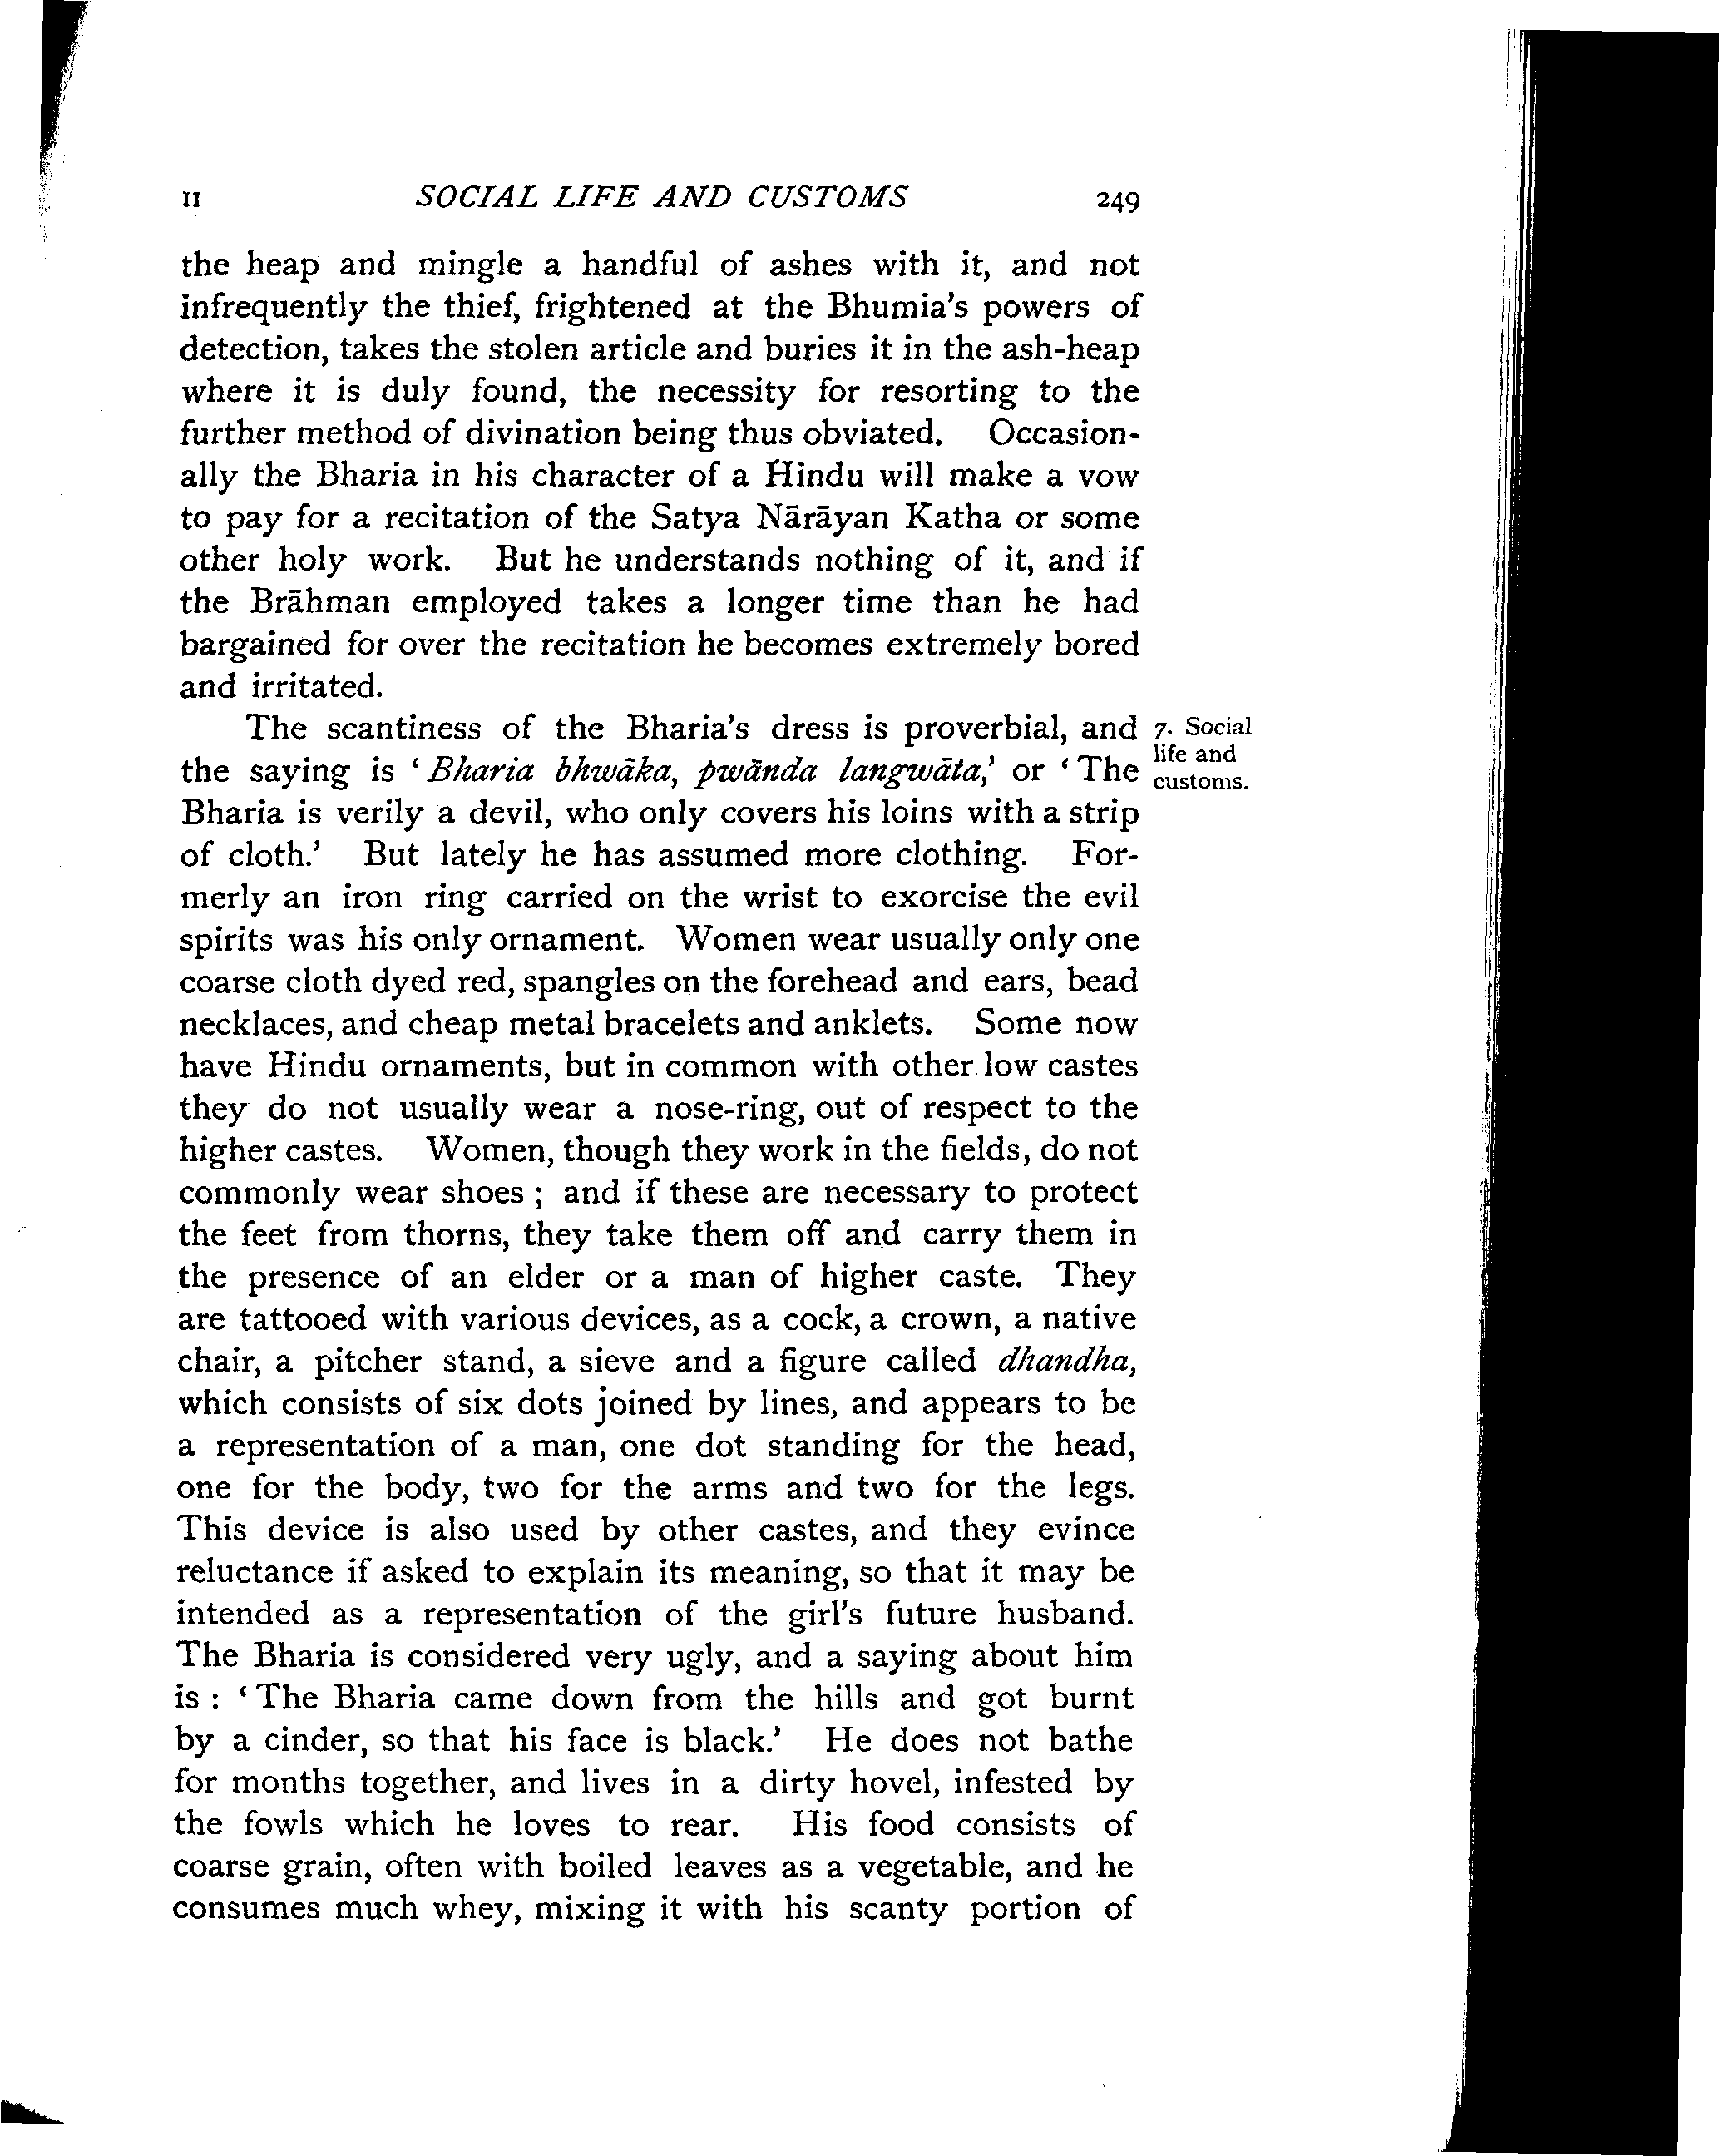 II SOCIAL LIFE AND CUSTOMS 249
the heap and mingle a handful of ashes with it, and not
infrequently the thief, frightened at the Bhumia's powers of
detection, takes the stolen article and buries it in the ash-heap
where it is duly found, the necessity for resorting to the
further method of divination being thus obviated. Occasion-
ally the Bharia in his character of a Hindu will make a vow
to pay for a recitation of the Satya Nārāyan Katha or some
other holy work. But he understands nothing of it, and if
the Brāhman employed takes a longer time than he had
bargained for over the recitation he becomes extremely bored
and irritated.
The scantiness of the Bharia's dress is proverbial, and
the saying is ‘Bharia bhwāka, pwānda langwāta,’ or ‘The
Bharia is verily a devil, who only covers his loins with a strip
of cloth.’ But lately he has assumed more clothing. For-
merly an iron ring carried on the wrist to exorcise the evil
spirits was his only ornament. Women wear usually only one
coarse cloth dyed red, spangles on the forehead and ears, bead
necklaces, and cheap metal bracelets and anklets. Some now
have Hindu ornaments, but in common with other low castes
they do not usually wear a nose-ring, out of respect to the
higher castes. Women, though they work in the fields, do not
commonly wear shoes ; and if these are necessary to protect
the feet from thorns, they take them off and carry them in
the presence of an elder or a man of higher caste. They
are tattooed with various devices, as a cock, a crown, a native
chair, a pitcher stand, a sieve and a figure called dhandha,
which consists of six dots joined by lines, and appears to be
a representation of a man, one dot standing for the head,
one for the body, two for the arms and two for the legs.
This device is also used by other castes, and they evince
reluctance if asked to explain its meaning, so that it may be
intended as a representation of the girl's future husband.
The Bharia is considered very ugly, and a saying about him
is : ‘The Bharia came down from the hills and got burnt
by a cinder, so that his face is black.’ He does not bathe
for months together, and lives in a dirty hovel, infested by
the fowls which he loves to rear. His food consists of
coarse grain, often with boiled leaves as a vegetable, and he
consumes much whey, mixing it with his scanty portion of
7. Social
life and
customs.